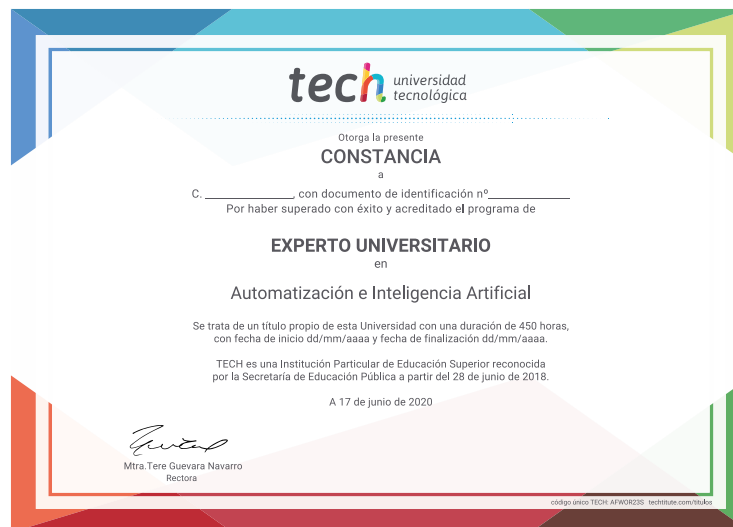 tech universidad
tecnológica
Otorga la presente
CONSTANCIA
a
C. ______________, con documento de identificación nº______________
Por haber superado con éxito y acreditado el programa de
EXPERTO UNIVERSITARIO
en
Automatización e Inteligencia Artificial
Se trata de un título propio de esta Universidad con una duración de 450 horas,
con fecha de inicio dd/mm/aaaa y fecha de finalización dd/mm/aaaa.
TECH es una Institución Particular de Educación Superior reconocida
por la Secretaría de Educación Pública a partir del 28 de junio de 2018.
A 17 de junio de 2020
Mtra.Tere Guevara Navarro
Rectora
código único TECH: AFWOR23S techtitute.com/titulos